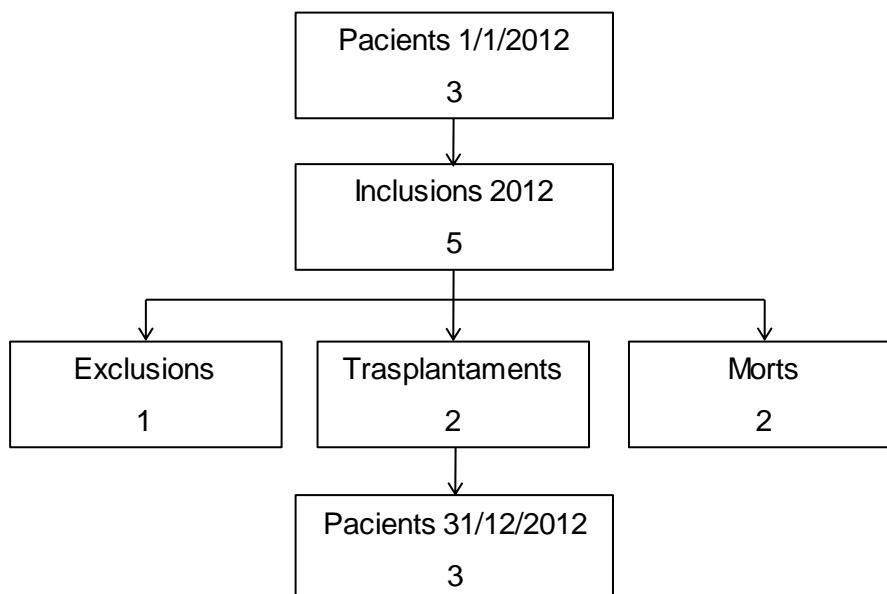 Pacients 1/1/2012
3
Inclusions 2012
5
Exclusions
1
Trasplantaments
2
Morts
2
Pacients 31/12/2012
3